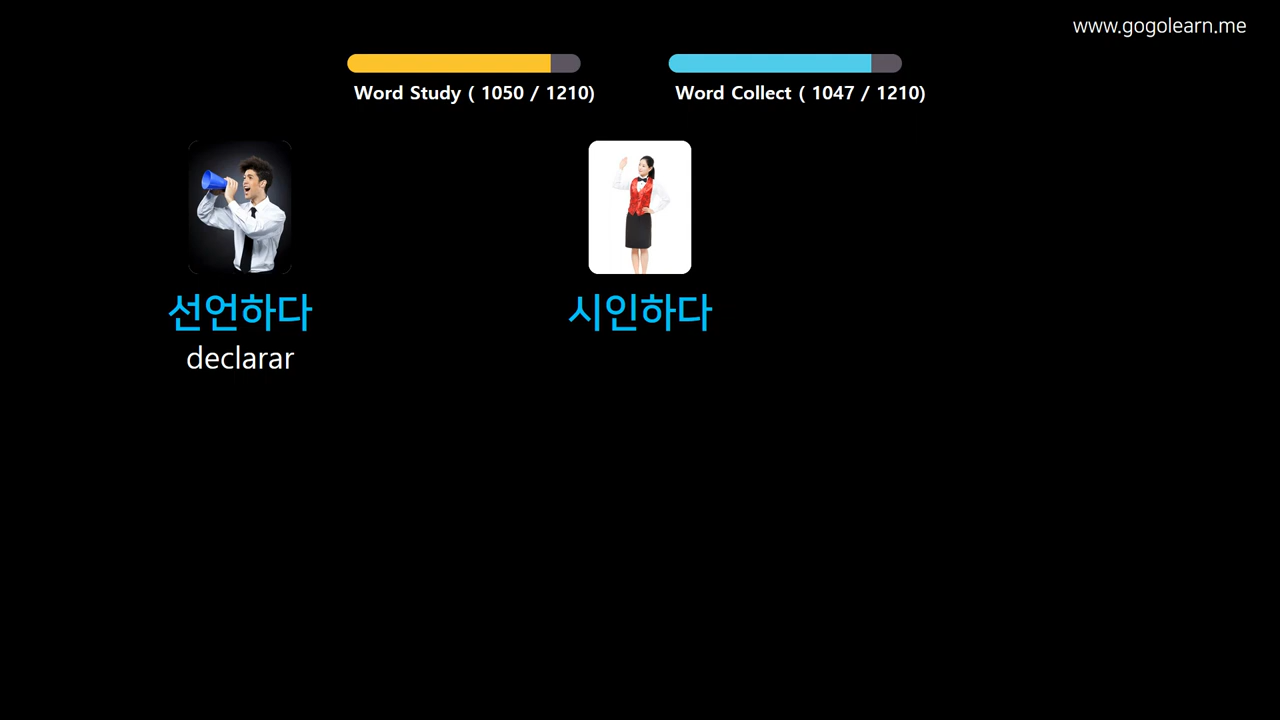 www.gogolearn.me
Word Study ( 1050 / 1210)
Word Collect ( 1047 / 1210)
선언하다
시인하다
declarar